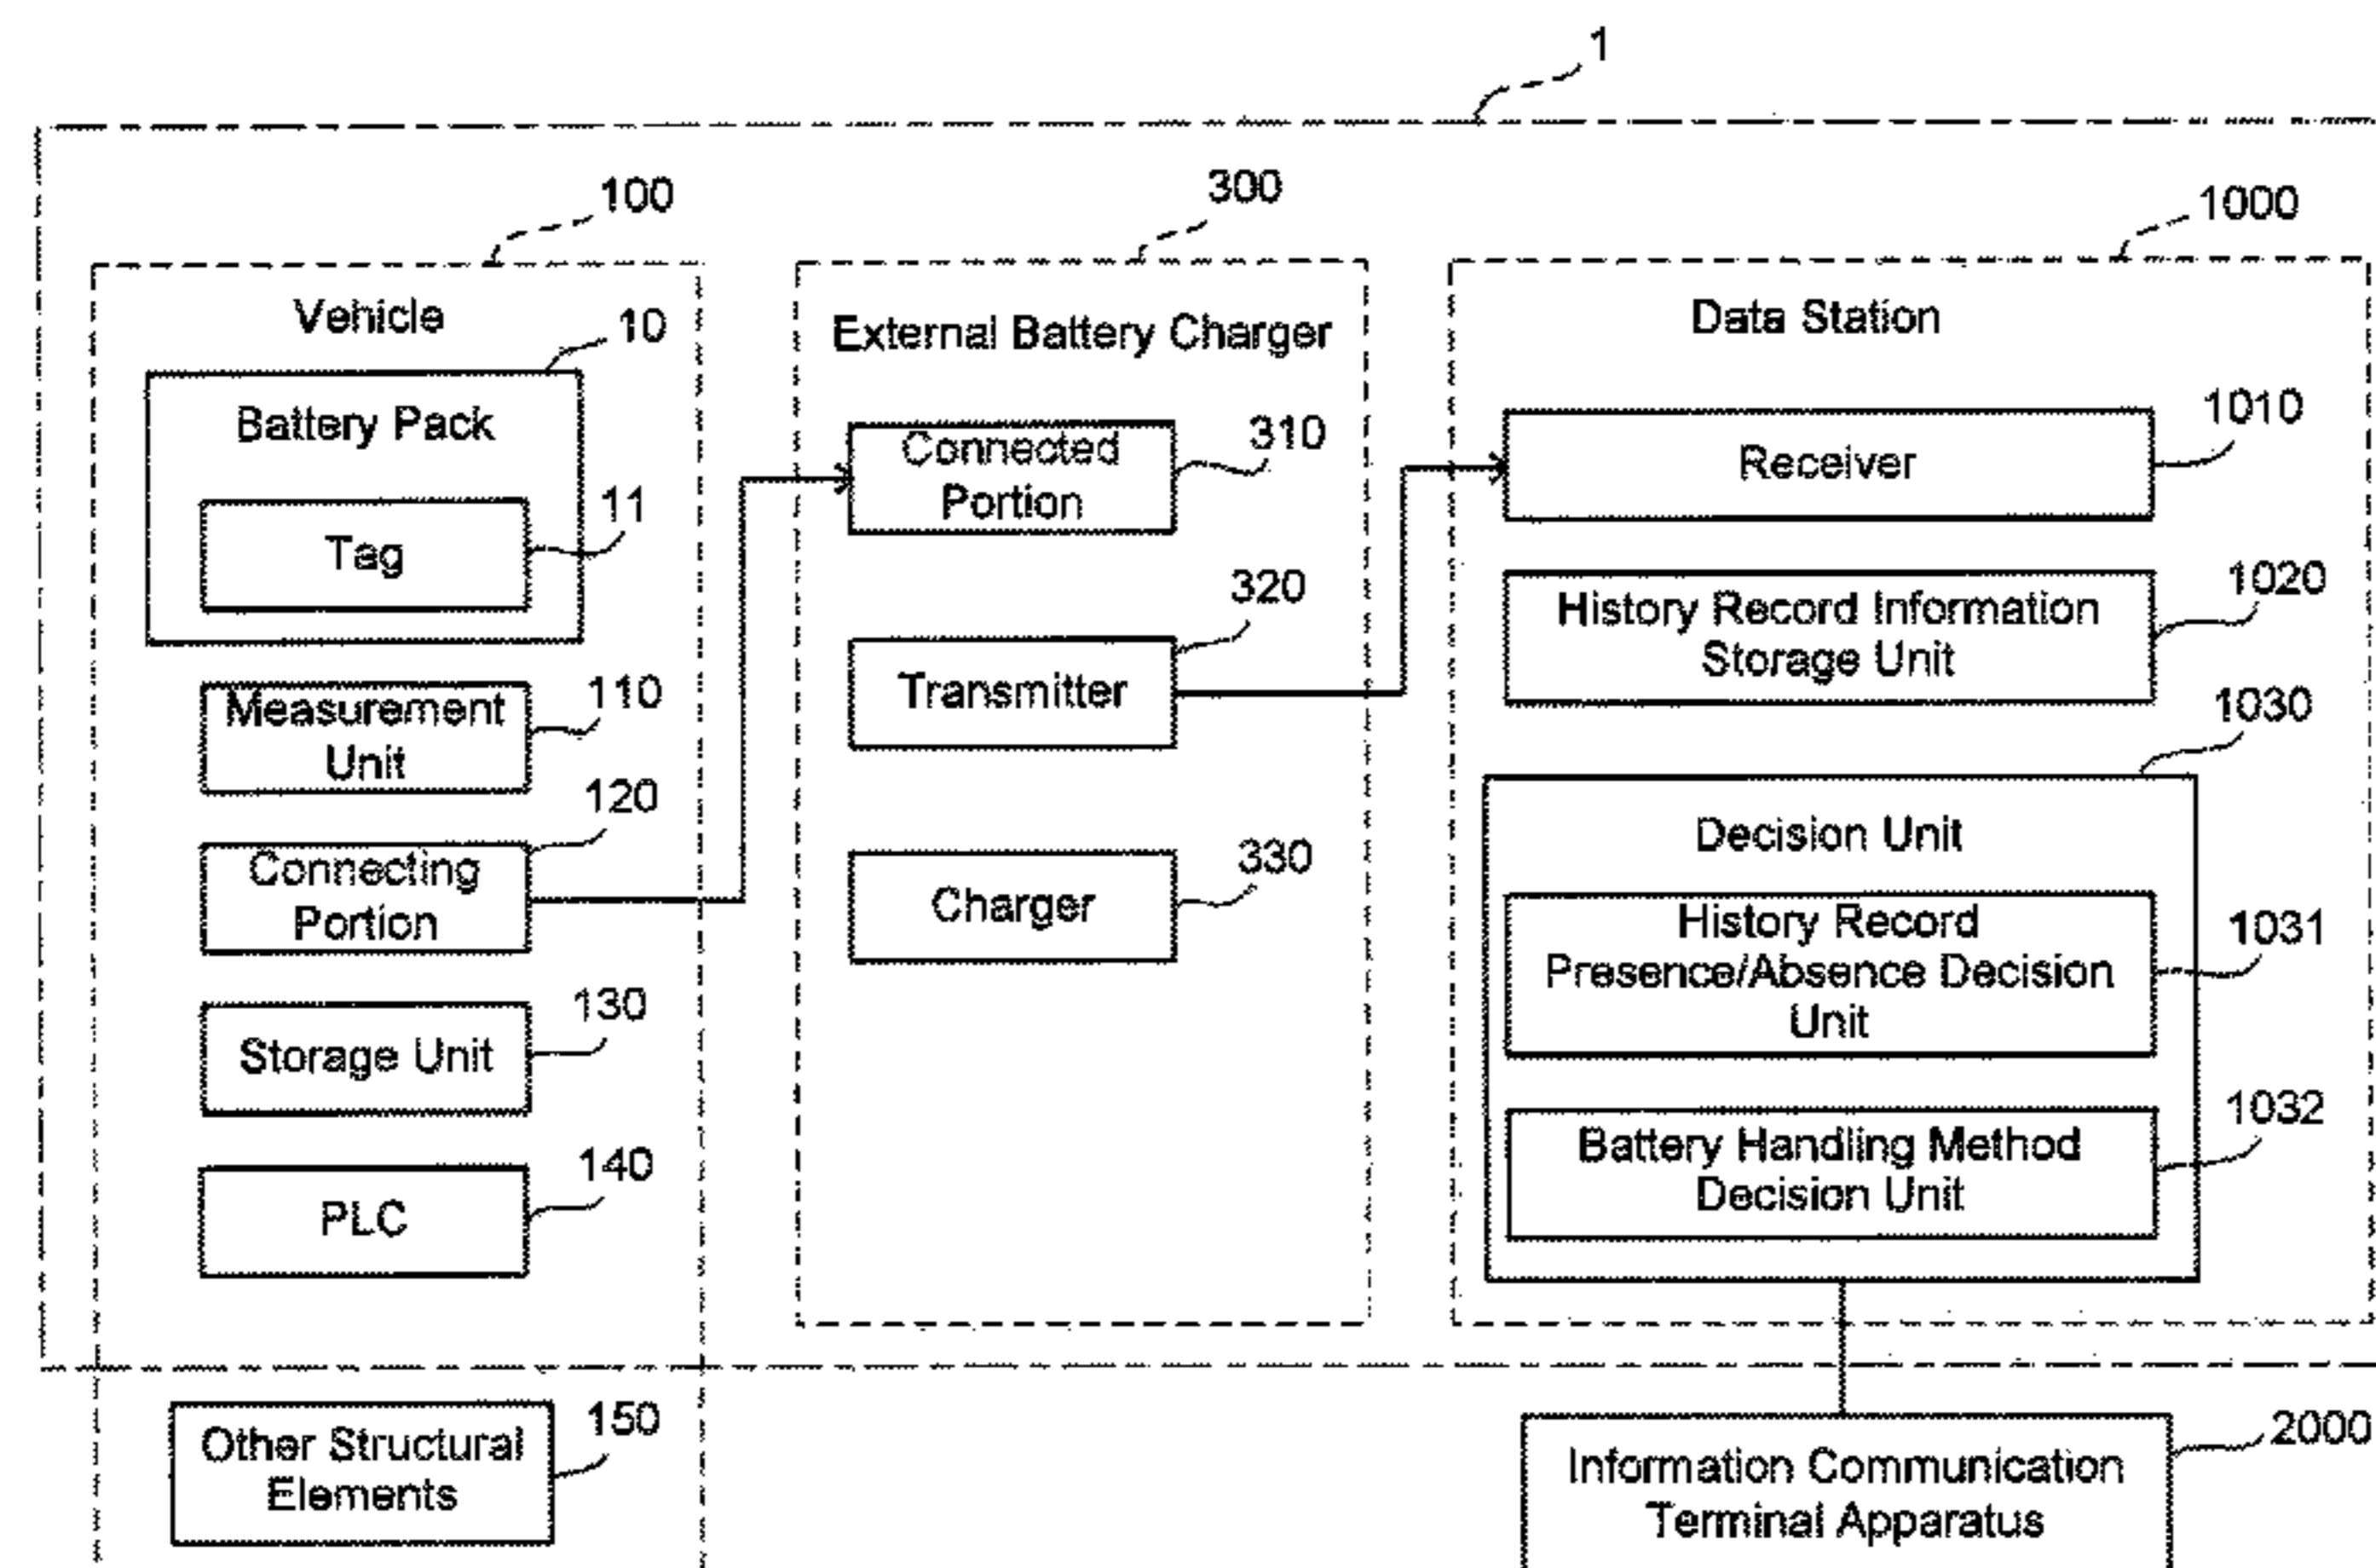 1
100
300
1000
Vehicle
10
Battery Pack
Tag
11
Measurement
Unit
110
Connecting
Portion
120
Storage Unit
130
PLC
140
Other Structural
Elements
150
External Battery Charger
Connected
Portion
310
Transmitter
320
Charger
330
Data Station
Receiver
1010
History Record Information
Storage Unit
1020
1030
Decision Unit
History Record
Presence/Absence Decision
Unit
1031
Battery Handling Method
Decision Unit
1032
Information Communication
Terminal Apparatus
2000